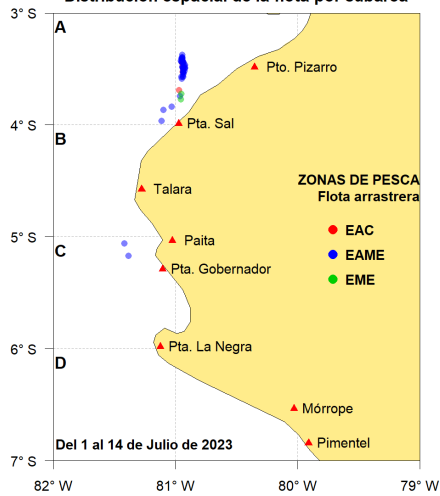 Distribución espacial de la flota por subárea
3° S
A
Pto. Pizarro
4° S
Pta. Sal
B
ZONAS DE PESCA
Talara
Flota arrastrera
EAC
5° S
Paita
C
EAME
Pta. Gobernador
EME
6° S
Pta. La Negra
D
Mórrope
Del 1 al 14 de Julio de 2023
Pimentel
7° S
82° W
81° W
80° W
79° W